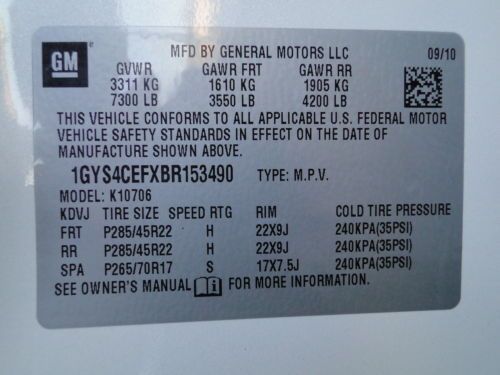 GM MFD BY GENERAL MOTORS LLC 09/10
GVWR GAWR FRT GAWR RR
3311 KG 1610 KG 1905 KG
7300 LB 3550 LB 4200 LB
THIS VEHICLE CONFORMS TO ALL APPLICABLE U.S. FEDERAL MOTOR
VEHICLE SAFETY STANDARDS IN EFFECT ON THE DATE OF
MANUFACTURE SHOWN ABOVE.
1GYS4CEFXBR153490 TYPE: M.P.V.
MODEL: K10706
KDVJ TIRE SIZE SPEED RTG RIM COLD TIRE PRESSURE
FRT P285/45R22 H 22X9J 240KPA(35PSI)
RR P285/45R22 H 22X9J 240KPA(35PSI)
SPA P265/70R17 S 17X7.5J 240KPA(35PSI)
SEE OWNER'S MANUAL i FOR MORE INFORMATION.